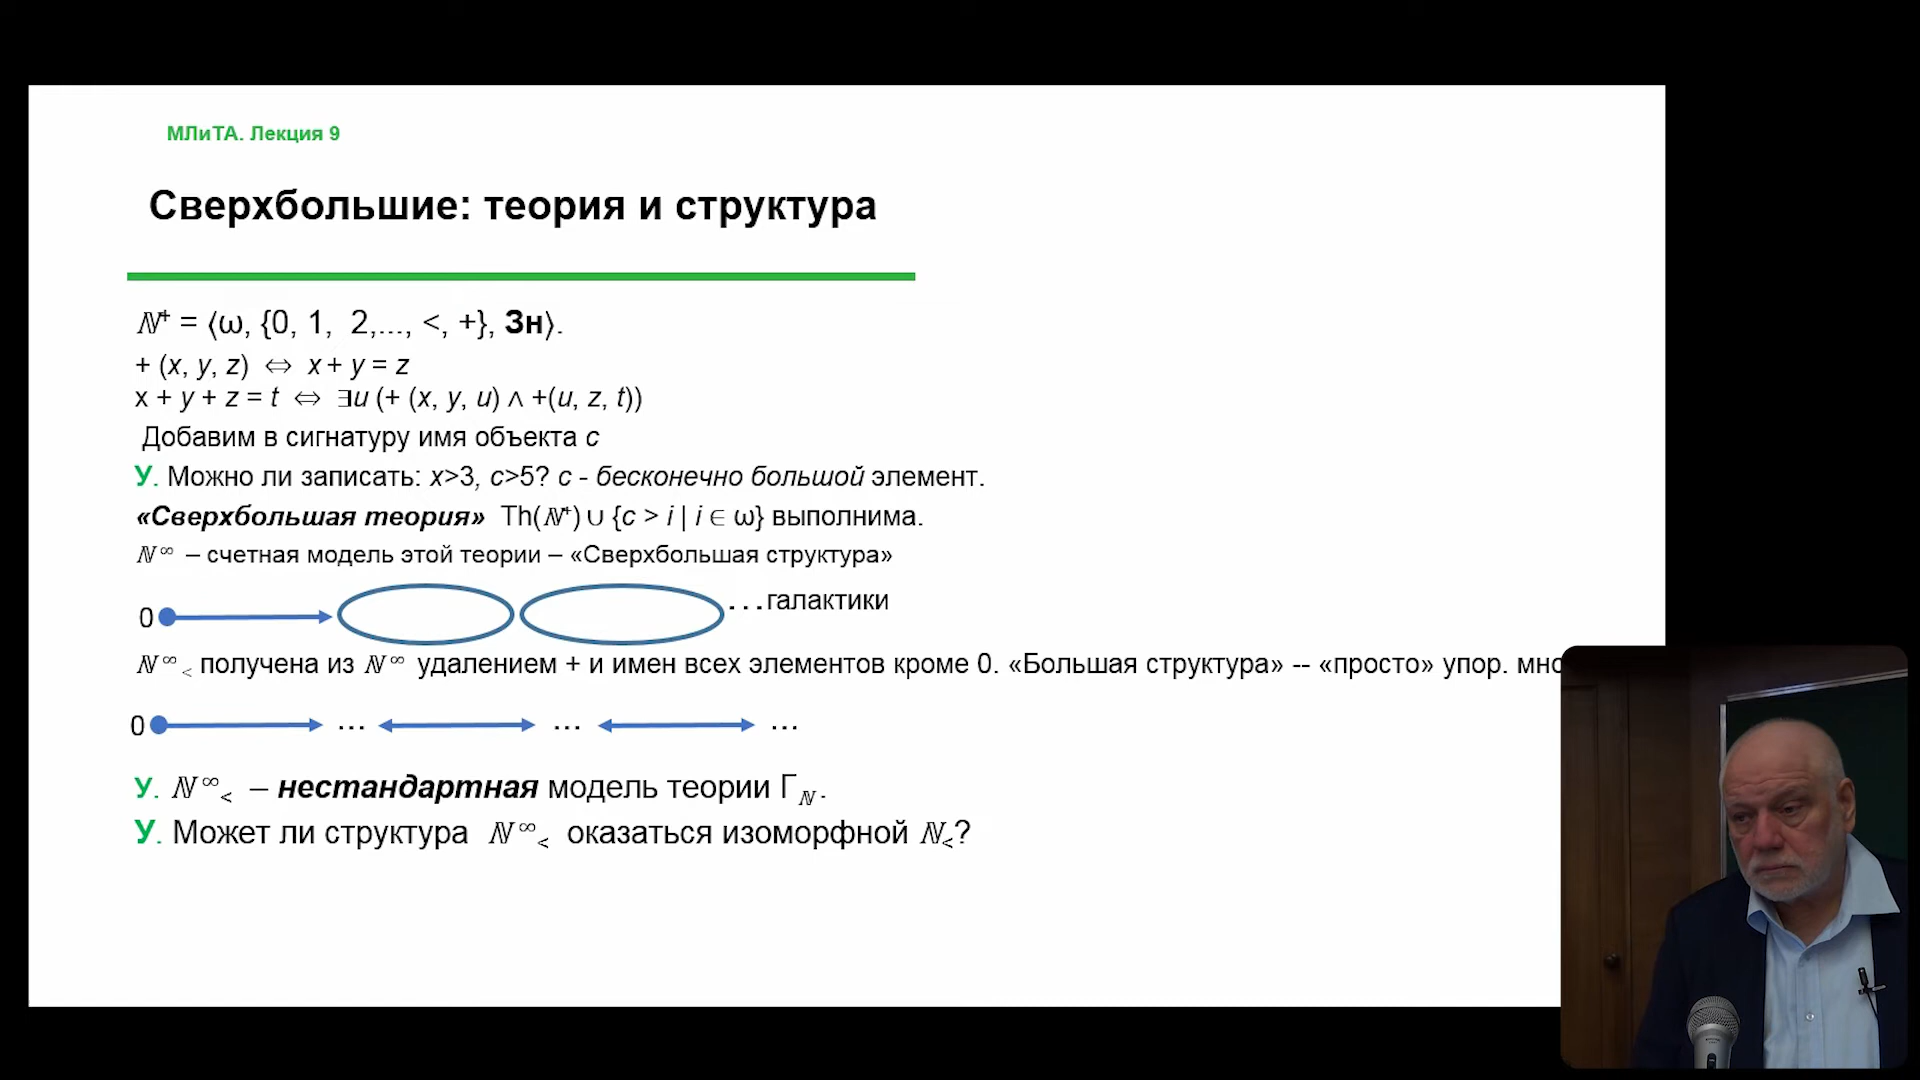 МЛиТА. Лекция 9
Сверхбольшие: теория и структура
ℕ⁺ = ⟨ω, {0, 1, 2,..., <, +}, Зн⟩.
+ (x, y, z) ⇔ x + y = z
x + y + z = t ⇔ ∃u (+ (x, y, u) ∧ +(u, z, t))
Добавим в сигнатуру имя объекта c
У. Можно ли записать: x>3, c>5? c - бесконечно большой элемент.
«Сверхбольшая теория» Th(ℕ⁺) ∪ {c > i | i ∈ ω} выполнима.
ℕ^∞ – счетная модель этой теории – «Сверхбольшая структура»
0 ...галактики
ℕ^∞_< получена из ℕ^∞ удалением + и имен всех элементов кроме 0. «Большая структура» -- «просто» упор.
0 ... ... ...
У. ℕ^∞_< – нестандартная модель теории Γ_ℕ.
У. Может ли структура ℕ^∞_< оказаться изоморфной ℕ_<?